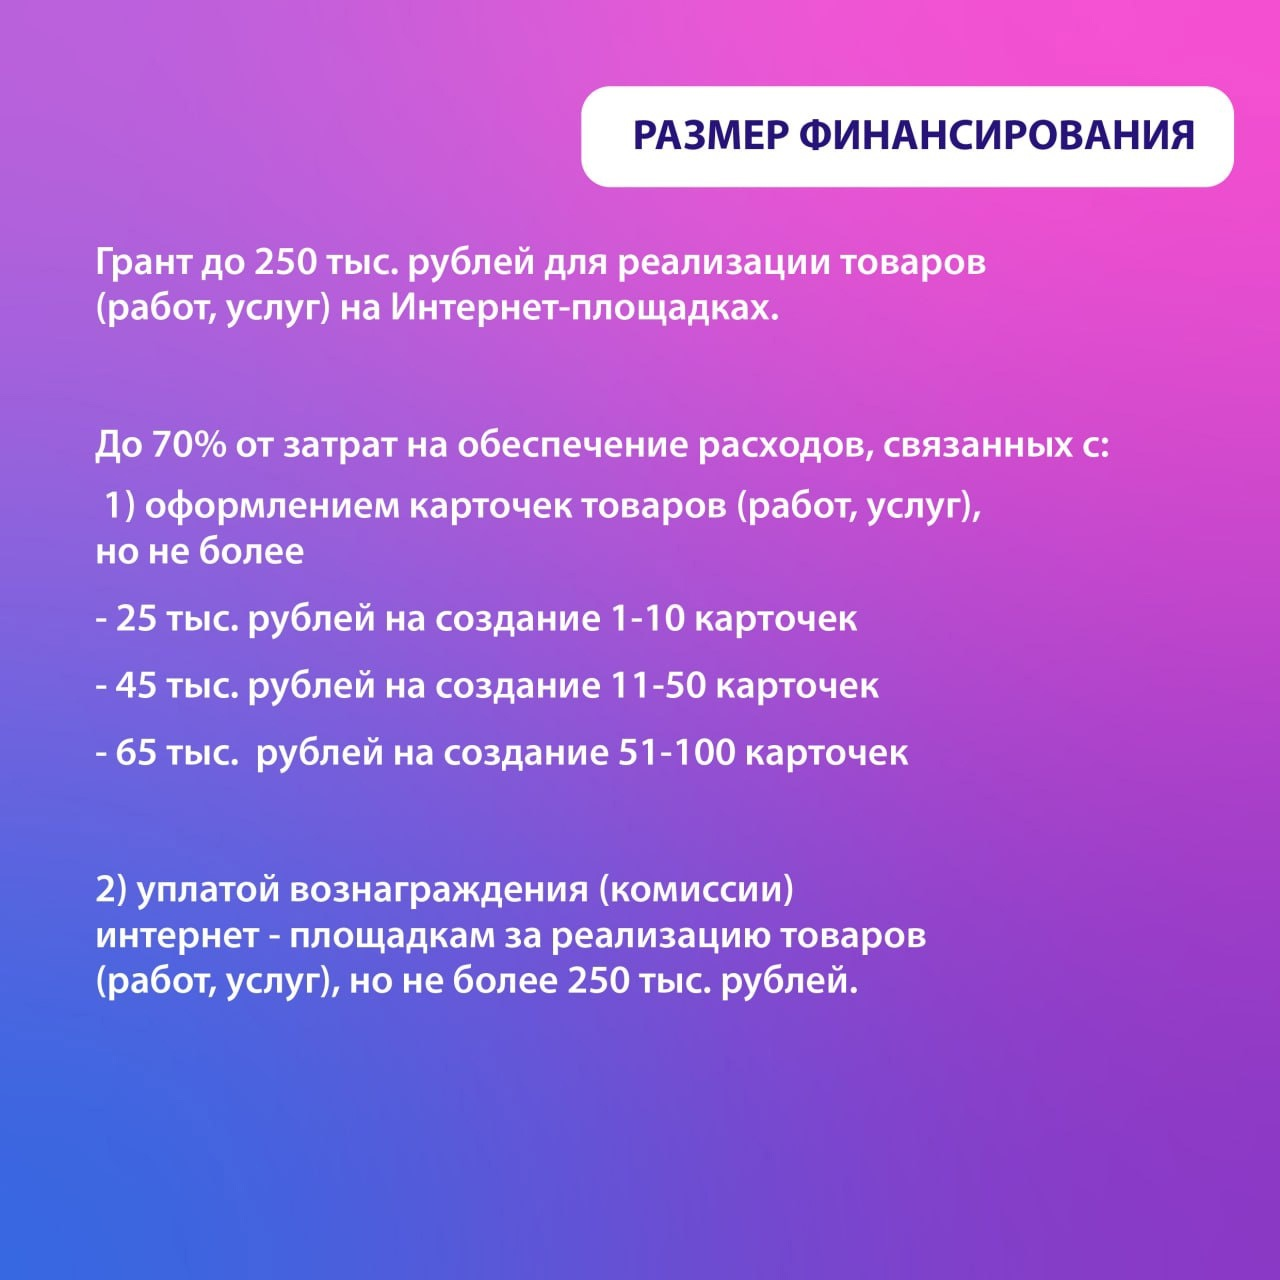 РАЗМЕР ФИНАНСИРОВАНИЯ
Грант до 250 тыс. рублей для реализации товаров
(работ, услуг) на Интернет-площадках.
До 70% от затрат на обеспечение расходов, связанных с:
1) оформлением карточек товаров (работ, услуг),
но не более
- 25 тыс. рублей на создание 1-10 карточек
- 45 тыс. рублей на создание 11-50 карточек
- 65 тыс.  рублей на создание 51-100 карточек
2) уплатой вознаграждения (комиссии)
интернет - площадкам за реализацию товаров
(работ, услуг), но не более 250 тыс. рублей.